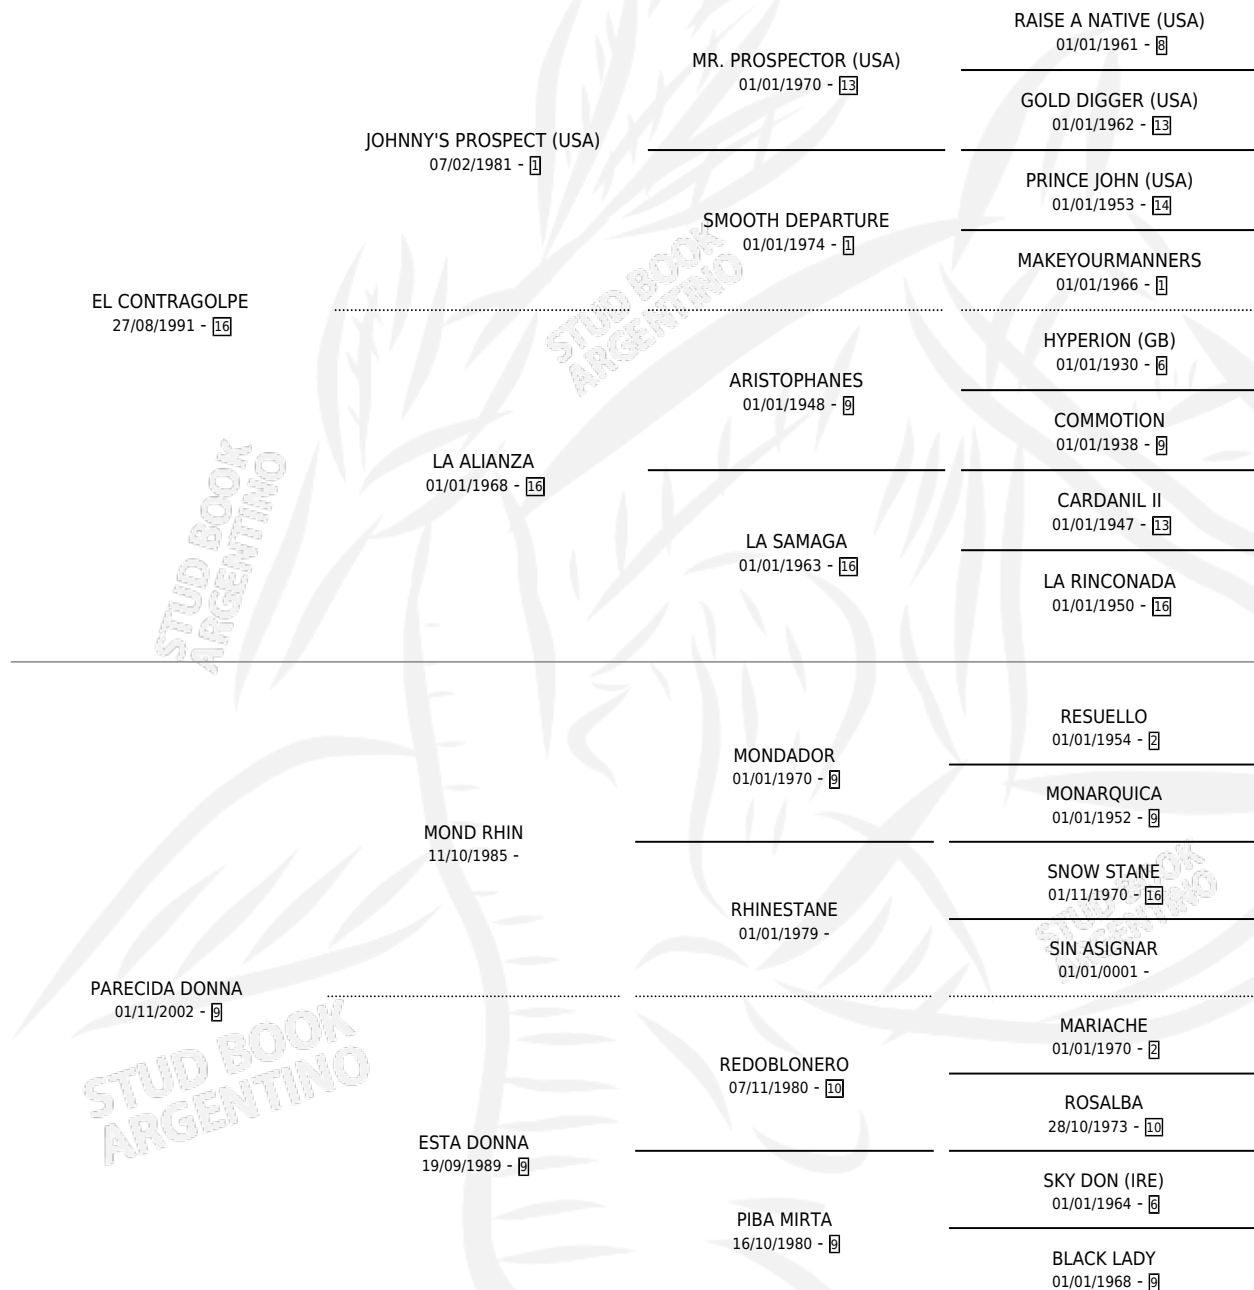 RAISE A NATIVE (USA)
01/01/1961 - 8
MR. PROSPECTOR (USA)
01/01/1970 - 13
GOLD DIGGER (USA)
01/01/1962 - 13
JOHNNY'S PROSPECT (USA)
07/02/1981 - 1
PRINCE JOHN (USA)
01/01/1953 - 14
SMOOTH DEPARTURE
01/01/1974 - 1
MAKEYOURMANNERS
01/01/1966 - 1
EL CONTRAGOLPE
27/08/1991 - 16
HYPERION (GB)
01/01/1930 - 6
ARISTOPHANES
01/01/1948 - 9
COMMOTION
01/01/1938 - 9
LA ALIANZA
01/01/1968 - 16
CARDANIL II
01/01/1947 - 13
LA SAMAGA
01/01/1963 - 16
LA RINCONADA
01/01/1950 - 16
RESUELLO
01/01/1954 - 2
MONDADOR
01/01/1970 - 9
MONARQUICA
01/01/1952 - 9
MOND RHIN
11/10/1985 -
SNOW STANE
01/11/1970 - 16
RHINESTANE
01/01/1979 -
SIN ASIGNAR
01/01/0001 -
PARECIDA DONNA
01/11/2002 - 9
MARIACHE
01/01/1970 - 2
REDOBLONERO
07/11/1980 - 10
ROSALBA
28/10/1973 - 10
ESTA DONNA
19/09/1989 - 9
SKY DON (IRE)
01/01/1964 - 6
PIBA MIRTA
16/10/1980 - 9
BLACK LADY
01/01/1968 - 9
STUD BOOK
ARGENTINO
STUD BOOK
ARGENTINO
STUD BOOK
ARGENTINO
STUD BOOK
ARGENTINO